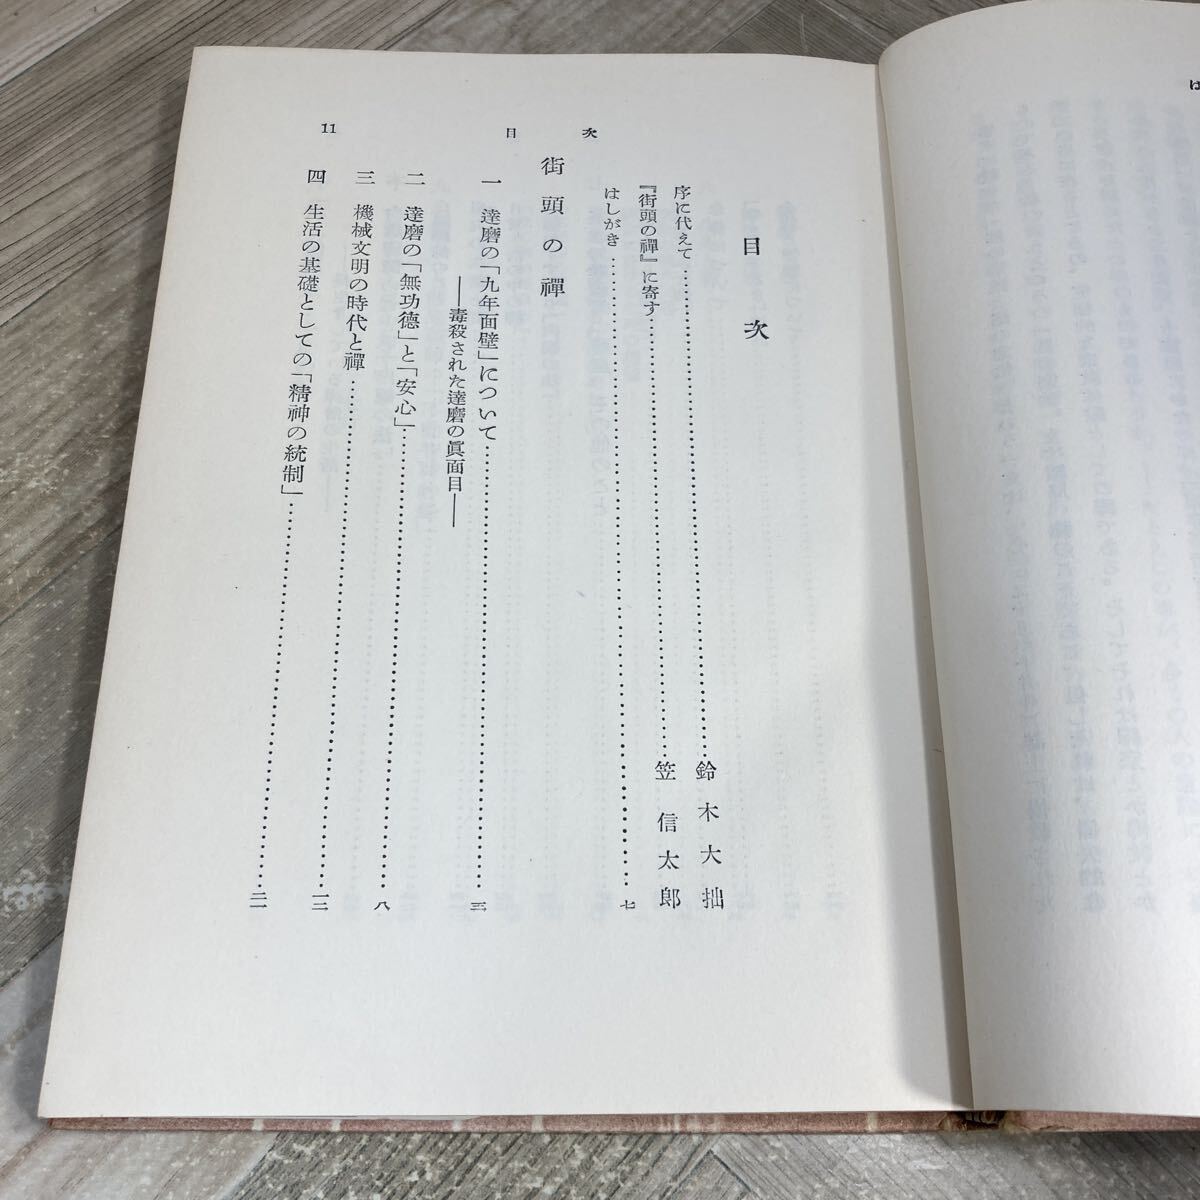 目次
序に代えて……鈴木大拙
『街頭の禪』に寄す……笠信太郎
はしがき……七
街頭の禪
一 達磨の「九年面壁」について……三
――毒殺された達磨の眞面目――
二 達磨の「無功德」と「安心」……八
三 機械文明の時代と禪……一三
四 生活の基礎としての「精神の統制」……二一
目次
11
は